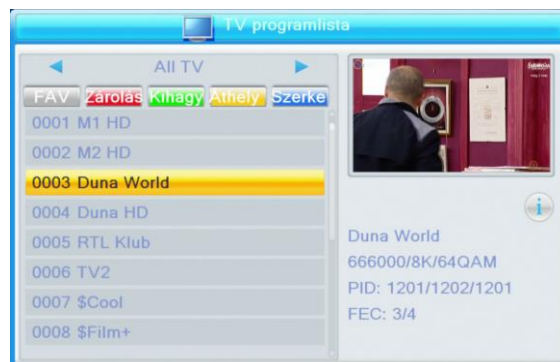 TV programlista
All TV
FAV Zárolás Kihagy Áthely Szerke
0001 M1 HD
0002 M2 HD
0003 Duna World
0004 Duna HD
0005 RTL Klub
0006 TV2
0007 $Cool
0008 $Film+
Duna World
666000/8K/64QAM
PID: 1201/1202/1201
FEC: 3/4